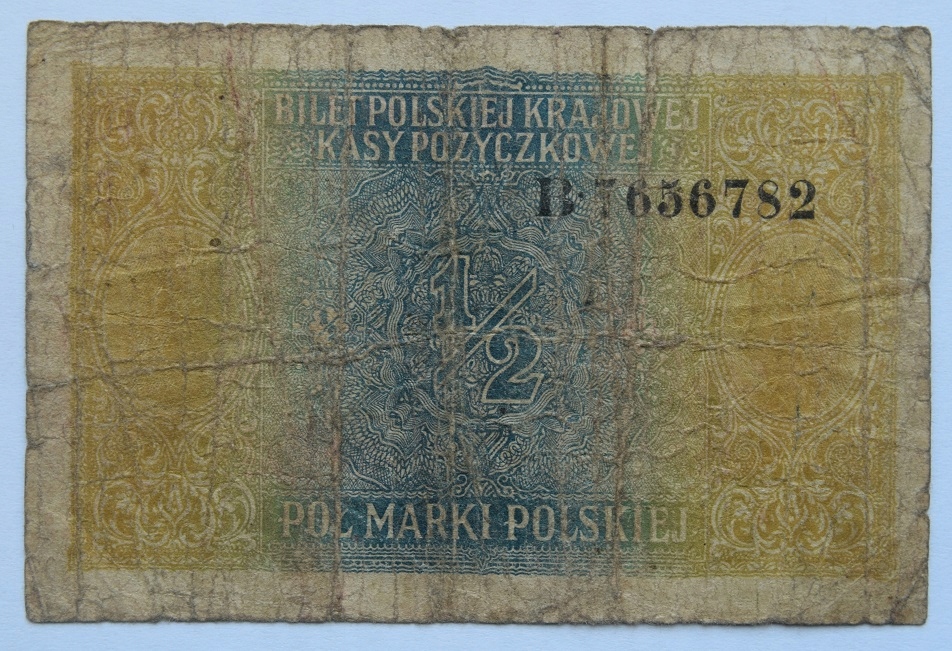 BILET POLSKIEJ KRAJOWEJ
KASY POŻYCZKOWEJ
B·7656782
1/2
PÓŁ MARKI POLSKIEJ